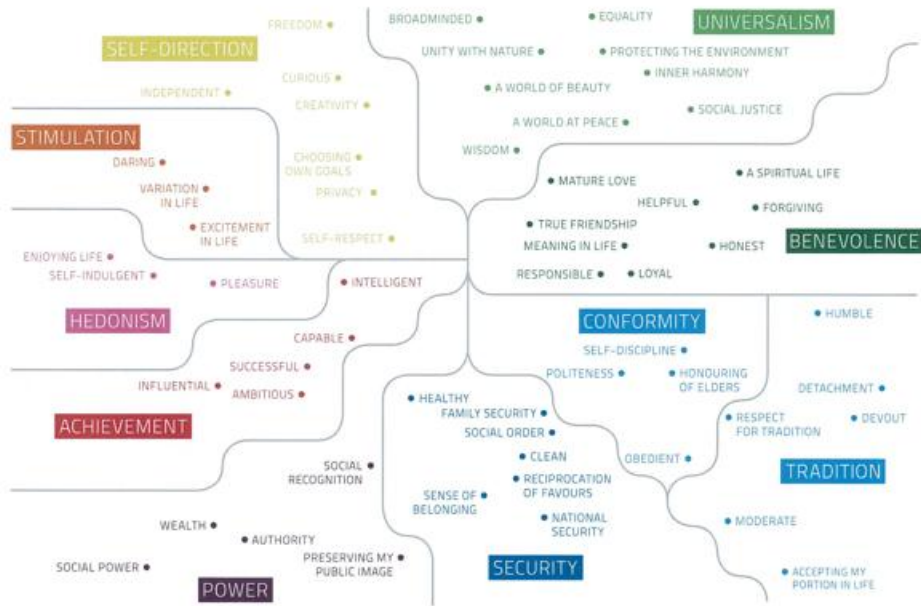 FREEDOM
SELF-DIRECTION
CURIOUS
INDEPENDENT
CREATIVITY
CHOOSING
OWN GOALS
PRIVACY
SELF-RESPECT
BROADMINDED
EQUALITY
UNIVERSALISM
UNITY WITH NATURE
PROTECTING THE ENVIRONMENT
INNER HARMONY
A WORLD OF BEAUTY
SOCIAL JUSTICE
A WORLD AT PEACE
WISDOM
STIMULATION
DARING
VARIATION
IN LIFE
EXCITEMENT
IN LIFE
MATURE LOVE
A SPIRITUAL LIFE
HELPFUL
FORGIVING
TRUE FRIENDSHIP
MEANING IN LIFE
HONEST
BENEVOLENCE
RESPONSIBLE
LOYAL
ENJOYING LIFE
SELF-INDULGENT
PLEASURE
HEDONISM
INTELLIGENT
CAPABLE
SUCCESSFUL
INFLUENTIAL
AMBITIOUS
ACHIEVEMENT
CONFORMITY
SELF-DISCIPLINE
POLITENESS
HONOURING
OF ELDERS
OBEDIENT
HUMBLE
DETACHMENT
RESPECT
FOR TRADITION
DEVOUT
TRADITION
MODERATE
ACCEPTING MY
PORTION IN LIFE
HEALTHY
FAMILY SECURITY
SOCIAL ORDER
CLEAN
RECIPROCATION
OF FAVOURS
SENSE OF
BELONGING
NATIONAL
SECURITY
SECURITY
SOCIAL
RECOGNITION
WEALTH
AUTHORITY
PRESERVING MY
PUBLIC IMAGE
SOCIAL POWER
POWER